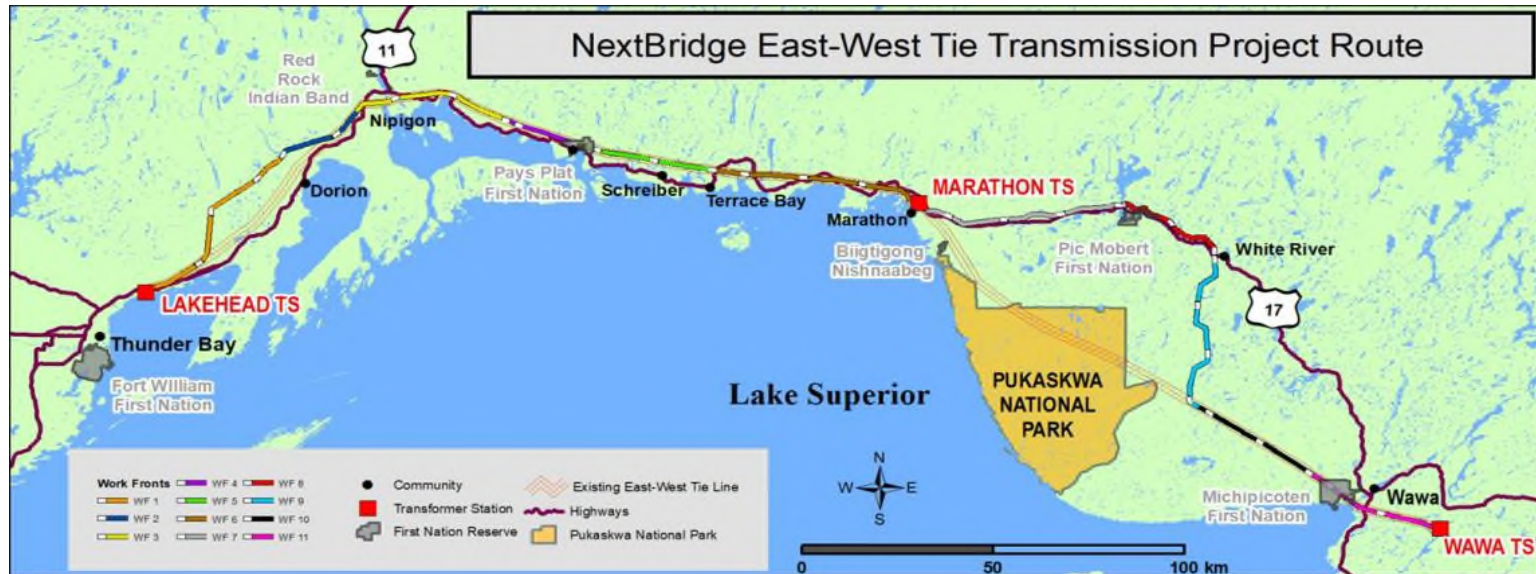 NextBridge East-West Tie Transmission Project Route
11
Red
Rock
Indian Band
Nipigon
Dorion
Pays Plat
First Nation
Schreiber
Terrace Bay
MARATHON TS
Marathon
Biigtigong
Nishnaabeg
Pic Mobert
First Nation
White River
17
LAKEHEAD TS
Thunder Bay
Fort William
First Nation
Lake Superior
PUKASKWA
NATIONAL
PARK
Michipicoten
First Nation
Wawa
WAWA TS
N
W
E
S
0
50
100 km
Work Fronts
WF 1
WF 2
WF 3
WF 4
WF 5
WF 6
WF 7
WF 8
WF 9
WF 10
WF 11
Community
Transformer Station
First Nation Reserve
Existing East-West Tie Line
Highways
Pukaskwa National Park